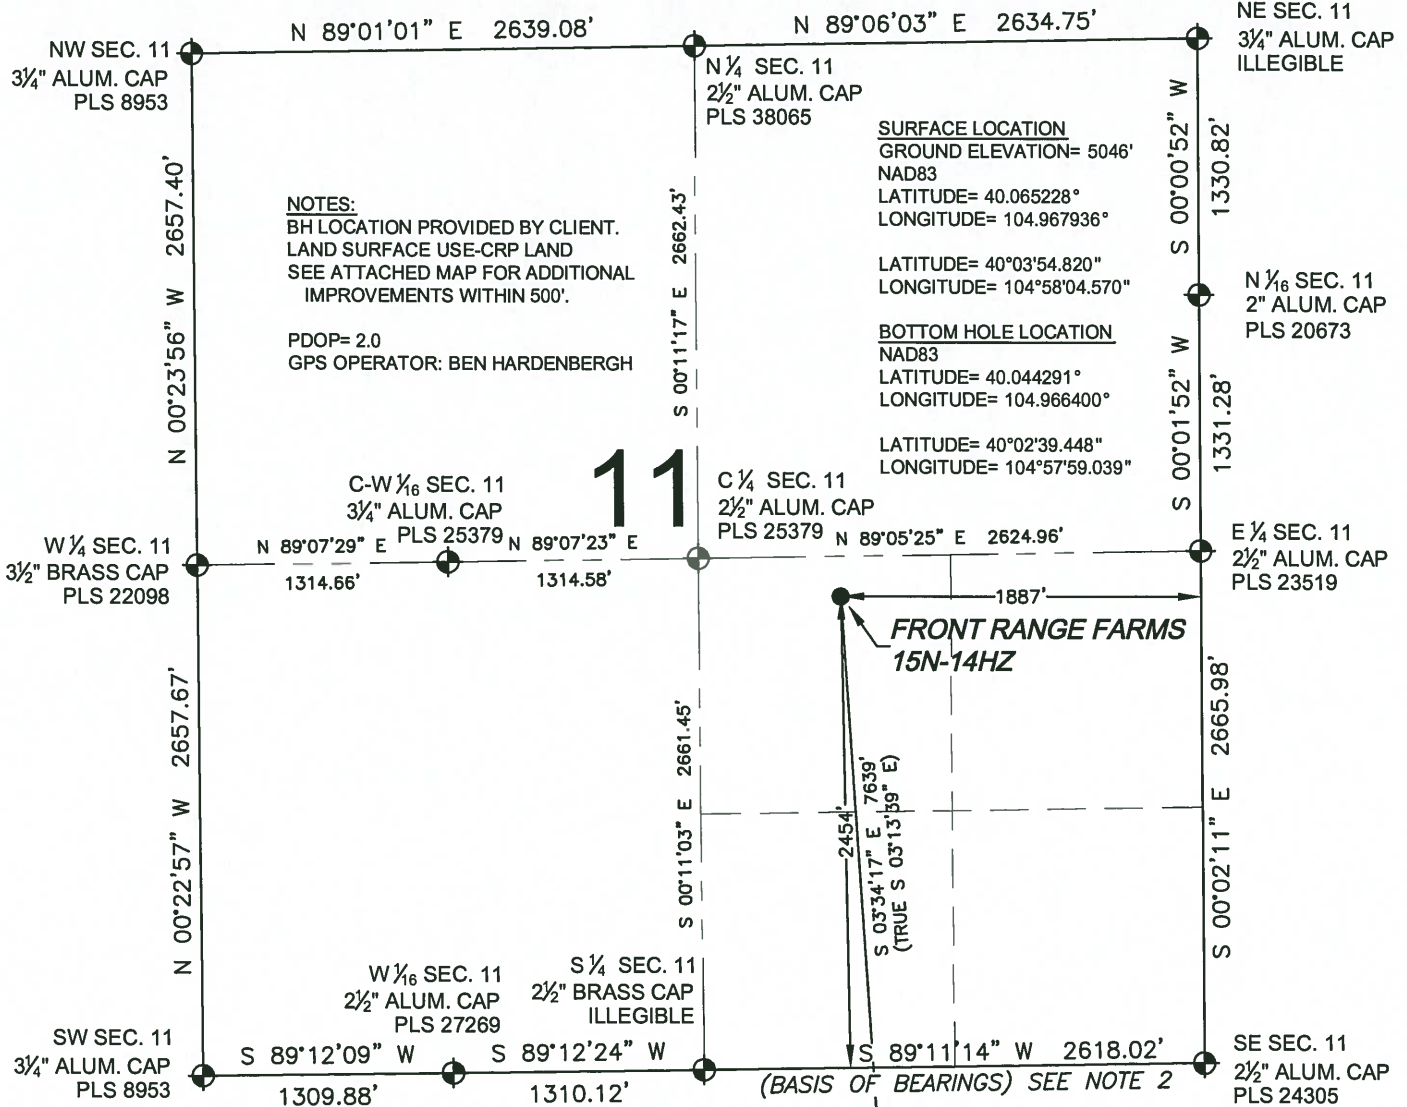 N 89°01'01" E 2639.08'
N 89°06'03" E 2634.75'
NW SEC. 11
3¼" ALUM. CAP
PLS 8953
N ¼ SEC. 11
2½" ALUM. CAP
PLS 38065
NE SEC. 11
3¼" ALUM. CAP
ILLEGIBLE
SURFACE LOCATION
GROUND ELEVATION= 5046'
NAD83
LATITUDE= 40.065228°
LONGITUDE= 104.967936°
LATITUDE= 40°03'54.820"
LONGITUDE= 104°58'04.570"
BOTTOM HOLE LOCATION
NAD83
LATITUDE= 40.044291°
LONGITUDE= 104.966400°
LATITUDE= 40°02'39.448"
LONGITUDE= 104°57'59.039"
NOTES:
BH LOCATION PROVIDED BY CLIENT.
LAND SURFACE USE-CRP LAND
SEE ATTACHED MAP FOR ADDITIONAL
IMPROVEMENTS WITHIN 500'.
PDOP= 2.0
GPS OPERATOR: BEN HARDENBERGH
N 00°23'56" W 2657.40'
S 00°11'17" E 2662.43'
S 00°00'52" W
1330.82'
N 1⁄16 SEC. 11
2" ALUM. CAP
PLS 20673
S 00°01'52" W
1331.28'
11
C-W 1⁄16 SEC. 11
3¼" ALUM. CAP
PLS 25379
C ¼ SEC. 11
2½" ALUM. CAP
PLS 25379
W ¼ SEC. 11
3½" BRASS CAP
PLS 22098
N 89°07'29" E
1314.66'
N 89°07'23" E
1314.58'
N 89°05'25" E 2624.96'
E ¼ SEC. 11
2½" ALUM. CAP
PLS 23519
1887'
FRONT RANGE FARMS
15N-14HZ
N 00°22'57" W 2657.67'
S 00°11'03" E 2661.45'
2454'
S 03°34'17" E 7639'
(TRUE S 03°13'39" E)
S 00°02'11" E 2665.98'
W 1⁄16 SEC. 11
2½" ALUM. CAP
PLS 27269
S ¼ SEC. 11
2½" BRASS CAP
ILLEGIBLE
SW SEC. 11
3¼" ALUM. CAP
PLS 8953
S 89°12'09" W
1309.88'
S 89°12'24" W
1310.12'
S 89°11'14" W 2618.02'
(BASIS OF BEARINGS) SEE NOTE 2
SE SEC. 11
2½" ALUM. CAP
PLS 24305